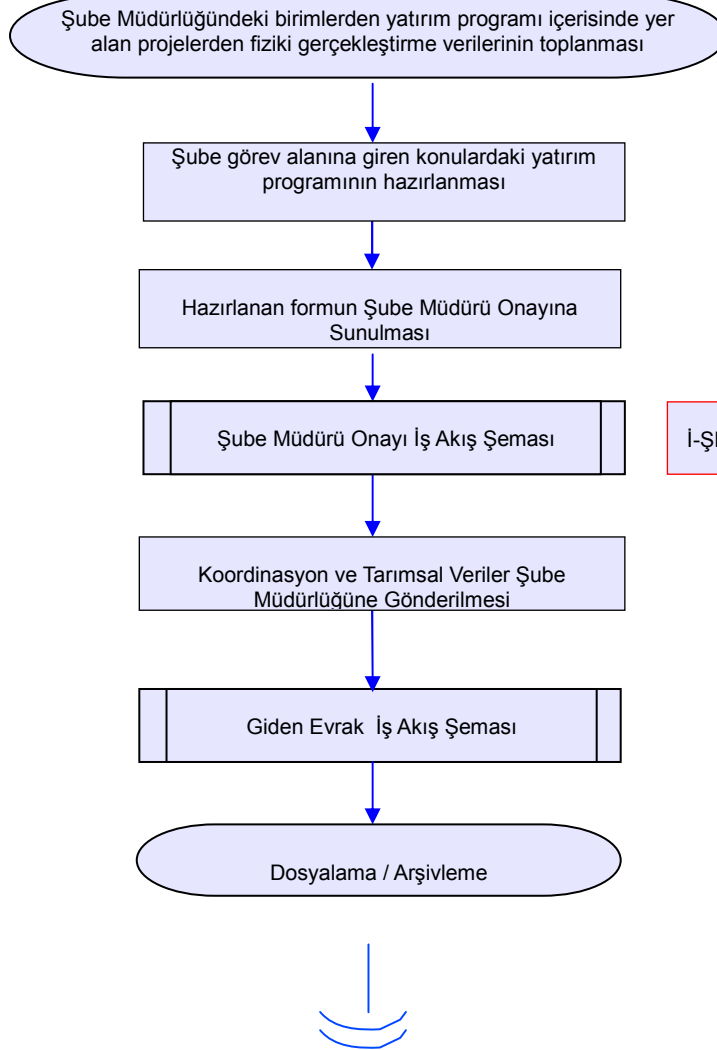 Şube Müdürlüğündeki birimlerden yatırım programı içerisinde yer
alan projelerden fiziki gerçekleştirme verilerinin toplanması
Şube görev alanına giren konulardaki yatırım
programının hazırlanması
Hazırlanan formun Şube Müdürü Onayına
Sunulması
Şube Müdürü Onayı İş Akış Şeması
Koordinasyon ve Tarımsal Veriler Şube
Müdürlüğüne Gönderilmesi
Giden Evrak İş Akış Şeması
Dosyalama / Arşivleme